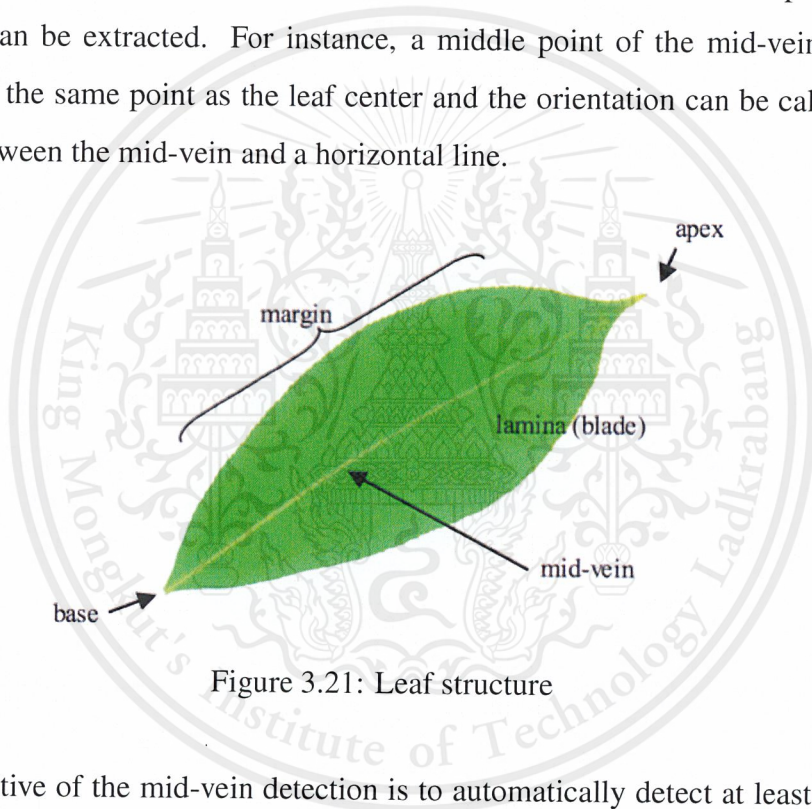 an be extracted. For instance, a middle point of the mid-vein
the same point as the leaf center and the orientation can be cal
ween the mid-vein and a horizontal line.
apex
margin
lamina (blade)
mid-vein
base
King Mongkut's Institute of Technology Ladkrabang
Figure 3.21: Leaf structure
tive of the mid-vein detection is to automatically detect at least